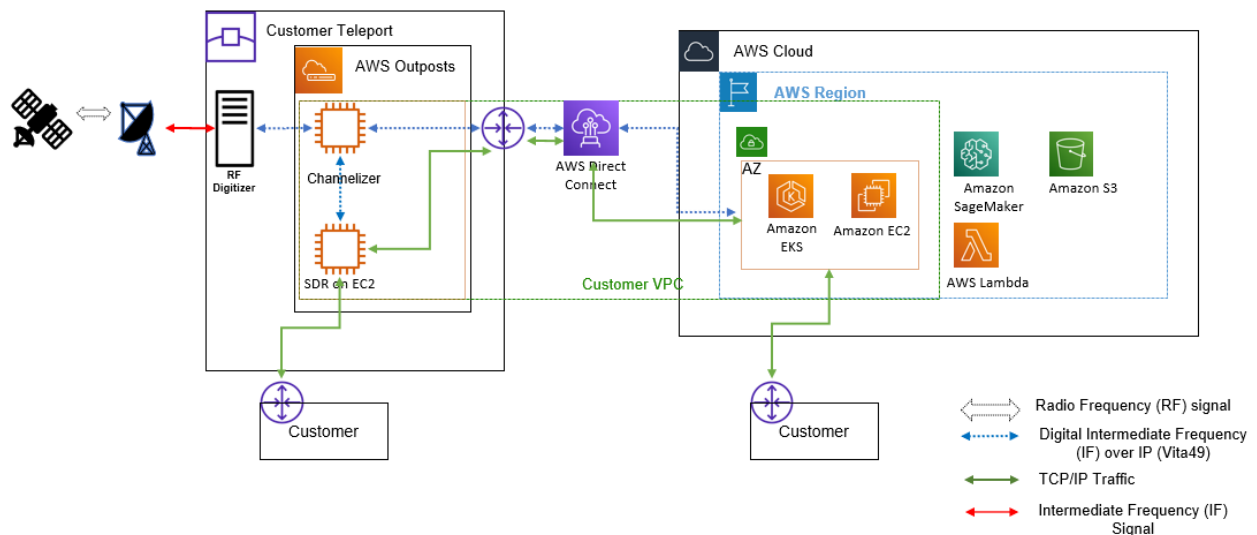 Customer Teleport
AWS Outposts
RF
Digitizer
Channelizer
SDR on EC2
AWS Direct
Connect
Customer VPC
AWS Cloud
AWS Region
AZ
Amazon
EKS
Amazon EC2
Amazon
SageMaker
Amazon S3
AWS Lambda
Customer
Customer
Radio Frequency (RF) signal
Digital Intermediate Frequency
(IF) over IP (Vita49)
TCP/IP Traffic
Intermediate Frequency (IF)
Signal